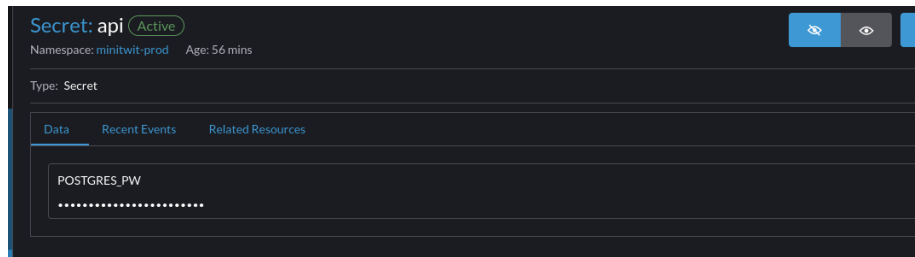 Secret: api Active
Namespace: minitwit-prod Age: 56 mins
Type: Secret
Data Recent Events Related Resources
POSTGRES_PW
••••••••••••••••••••••••